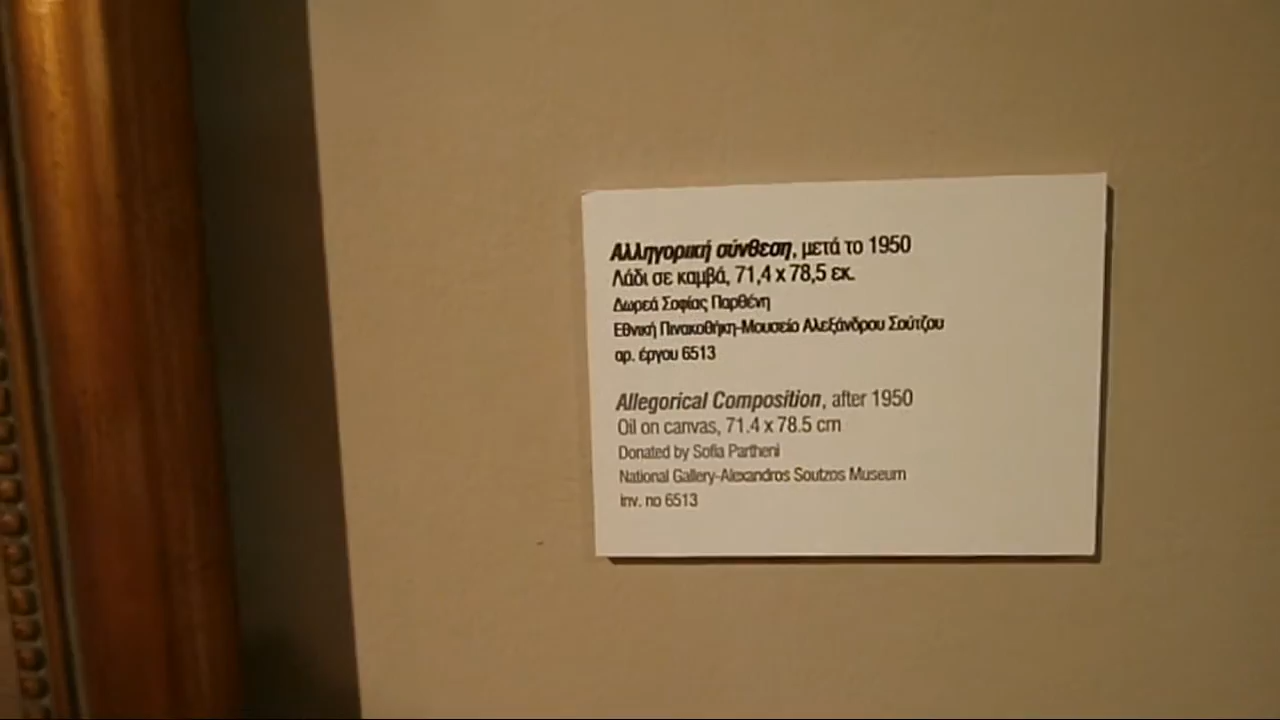 Αλληγορική σύνθεση, μετά το 1950
Λάδι σε καμβά, 71,4 x 78,5 εκ.
Δωρεά Σοφίας Παρθένη
Εθνική Πινακοθήκη-Μουσείο Αλεξάνδρου Σούτζου
αρ. έργου 6513
Allegorical Composition, after 1950
Oil on canvas, 71.4 x 78.5 cm
Donated by Sofia Partheni
National Gallery-Alexandros Soutzos Museum
inv. no 6513